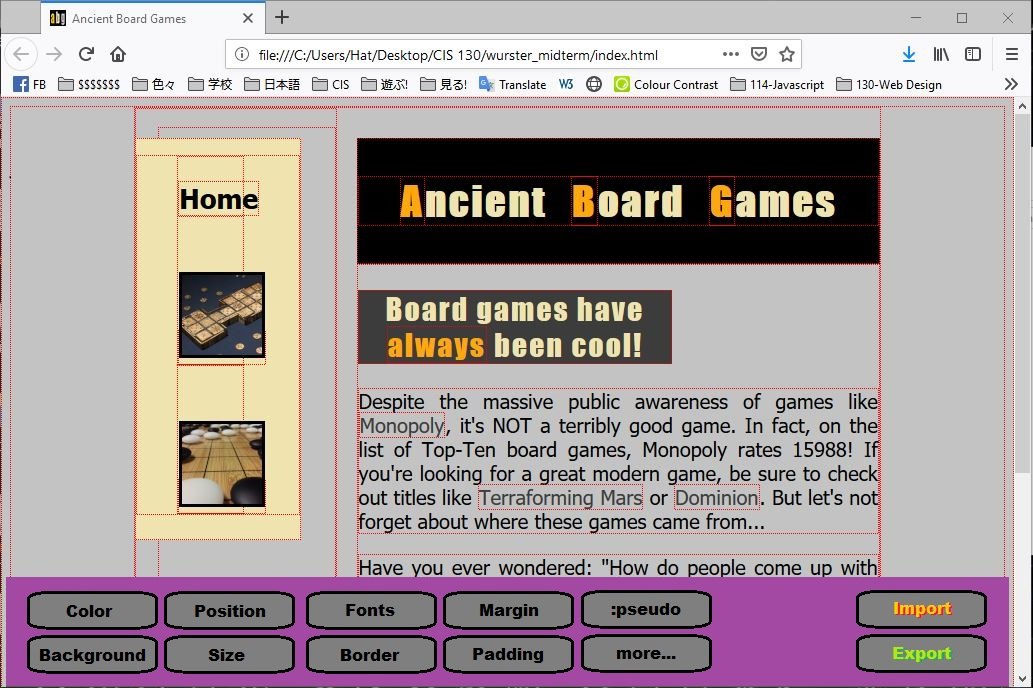 abg Ancient Board Games
file:///C:/Users/Hat/Desktop/CIS 130/wurster_midterm/index.html
FB $$$$$$$ 色々 学校 日本語 CIS 遊ぶ! 見る! Translate W3 Colour Contrast 114-Javascript 130-Web Design
Home
Ancient Board Games
Board games have
always been cool!
Despite the massive public awareness of games like
Monopoly, it's NOT a terribly good game. In fact, on the
list of Top-Ten board games, Monopoly rates 15988! If
you're looking for a great modern game, be sure to check
out titles like Terraforming Mars or Dominion. But let's not
forget about where these games came from...
Have you ever wondered: "How do people come up with
Color Position Fonts Margin :pseudo Import
Background Size Border Padding more... Export